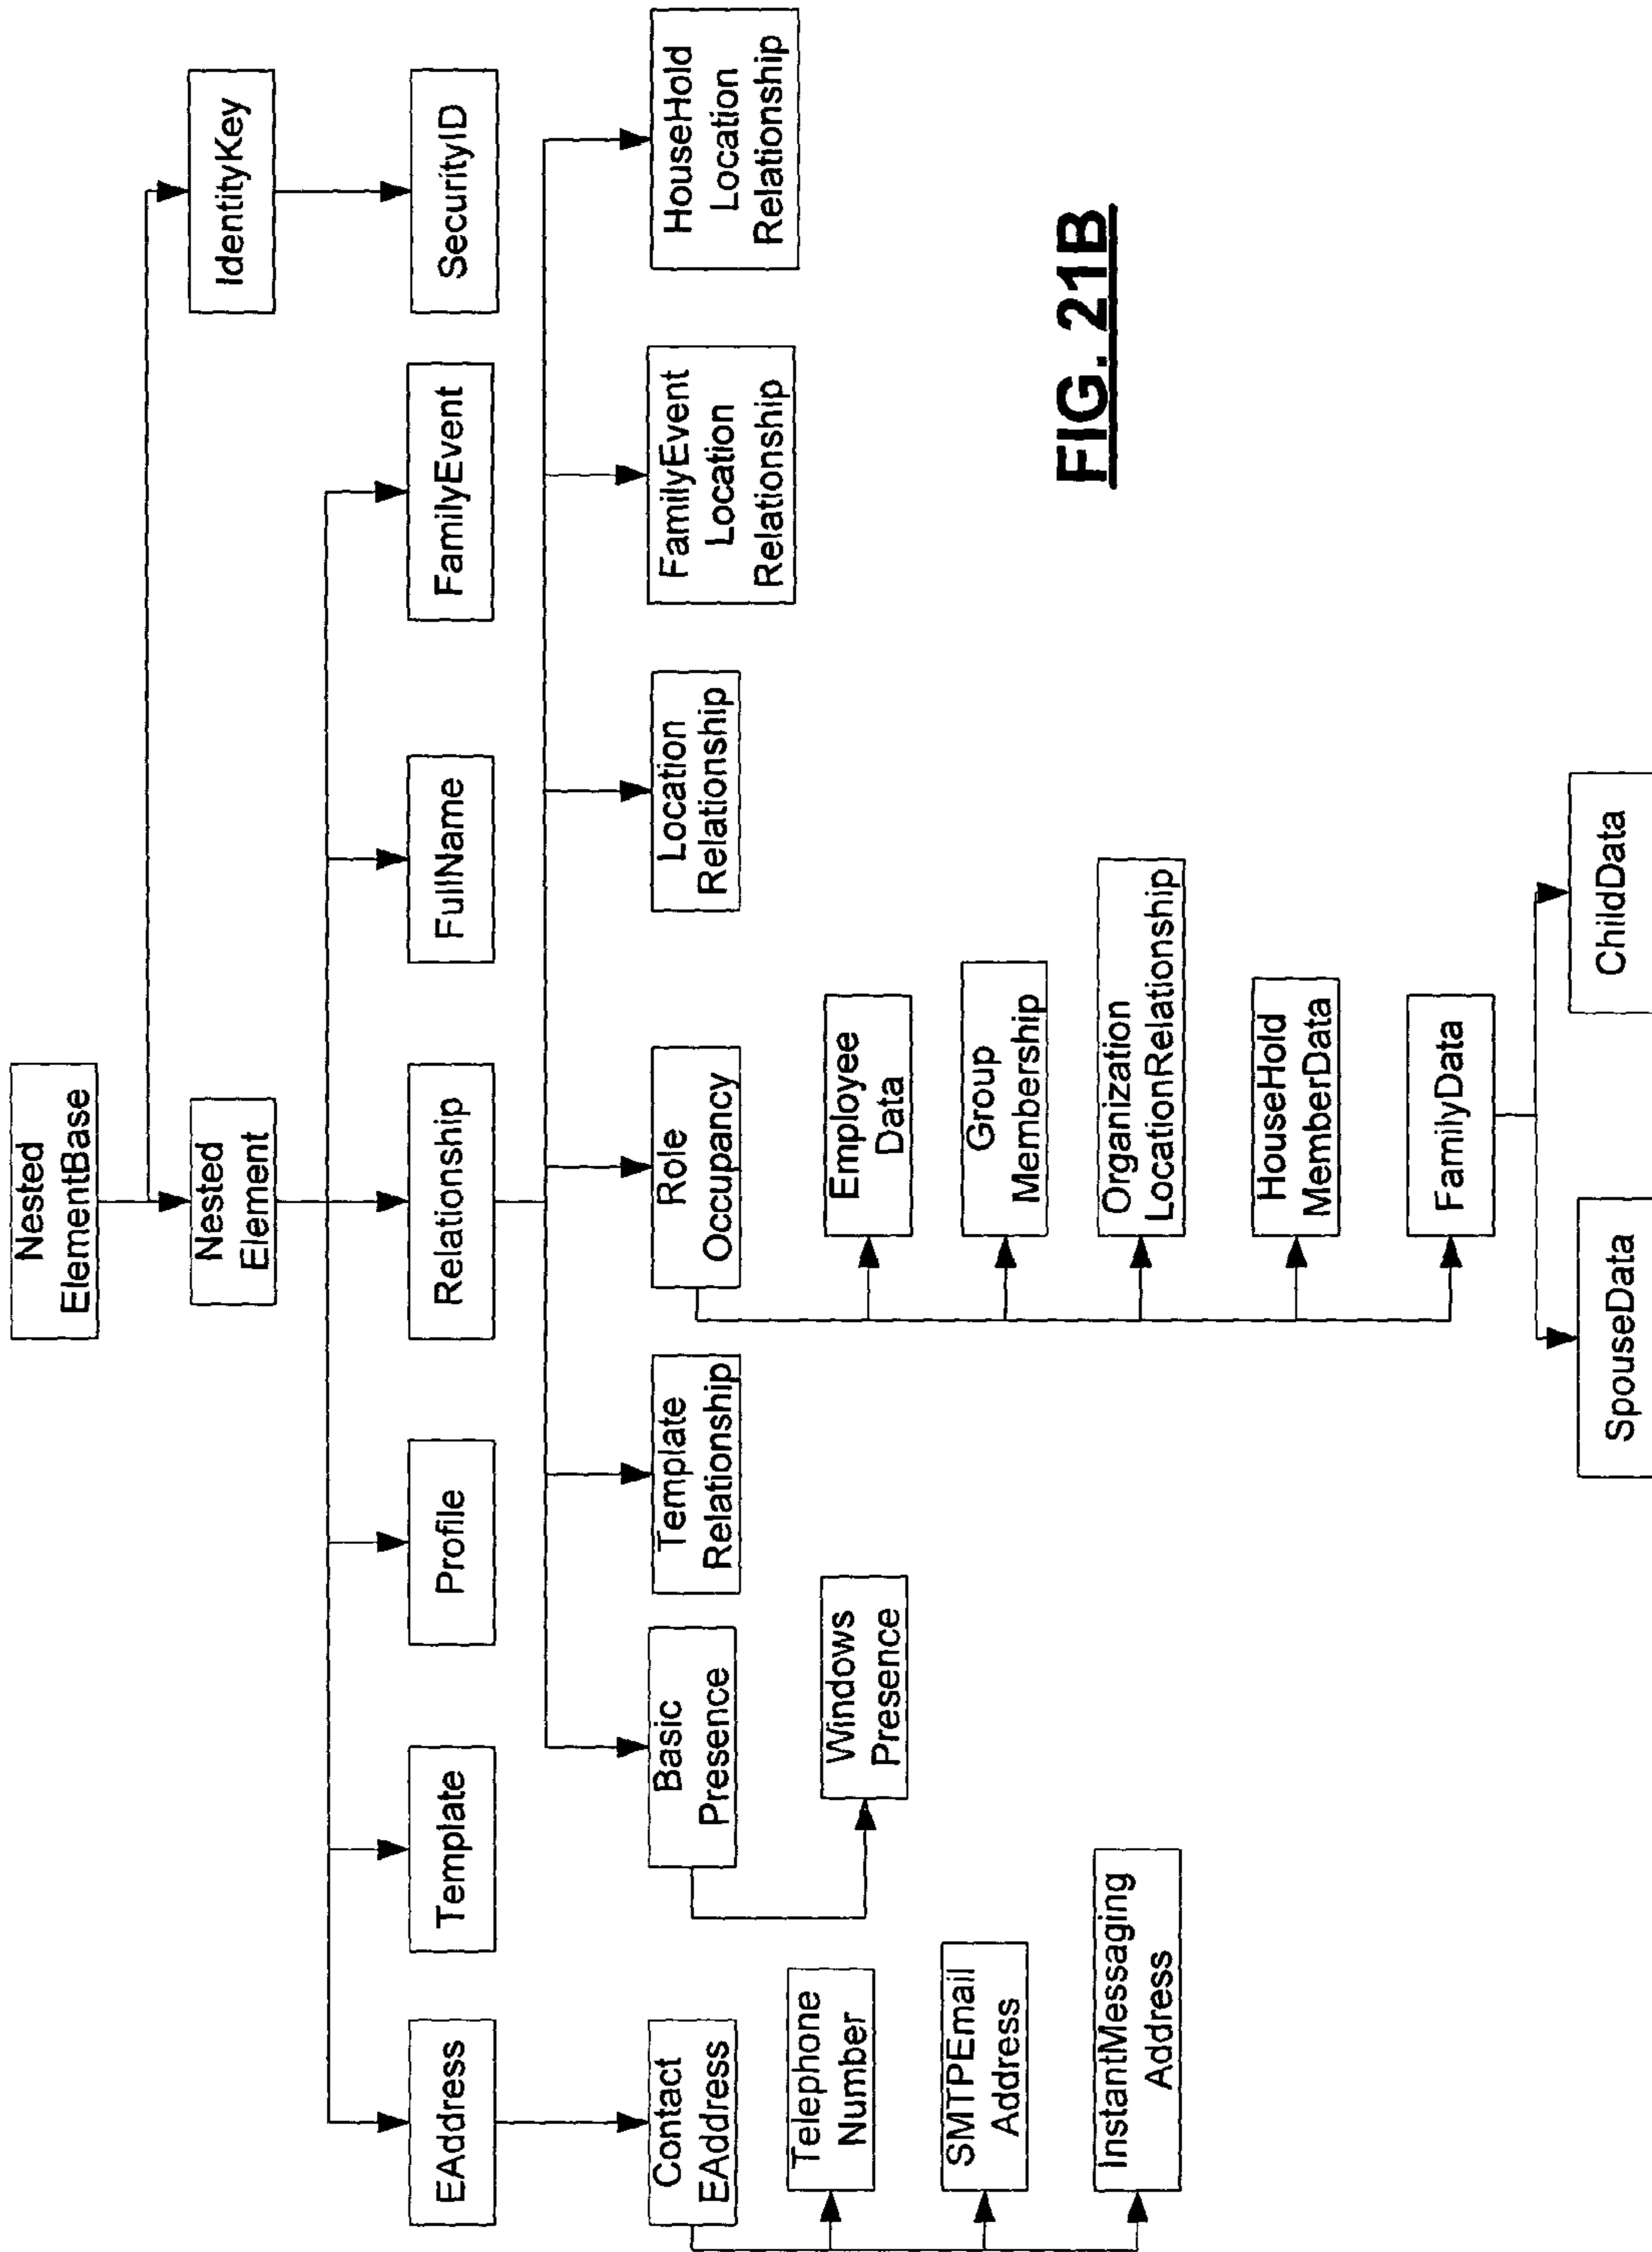 Nested
ElementBase
Nested
Element
IdentityKey
EAddress
Template
Profile
Relationship
FullName
FamilyEvent
SecurityID
Contact
EAddress
Basic
Presence
Template
Relationship
Role
Occupancy
Location
Relationship
FamilyEvent
Location
Relationship
HouseHold
Location
Relationship
Telephone
Number
Windows
Presence
Employee
Data
SMTPEmail
Address
Group
Membership
InstantMessaging
Address
Organization
LocationRelationship
HouseHold
MemberData
FamilyData
SpouseData
ChildData
FIG. 21B